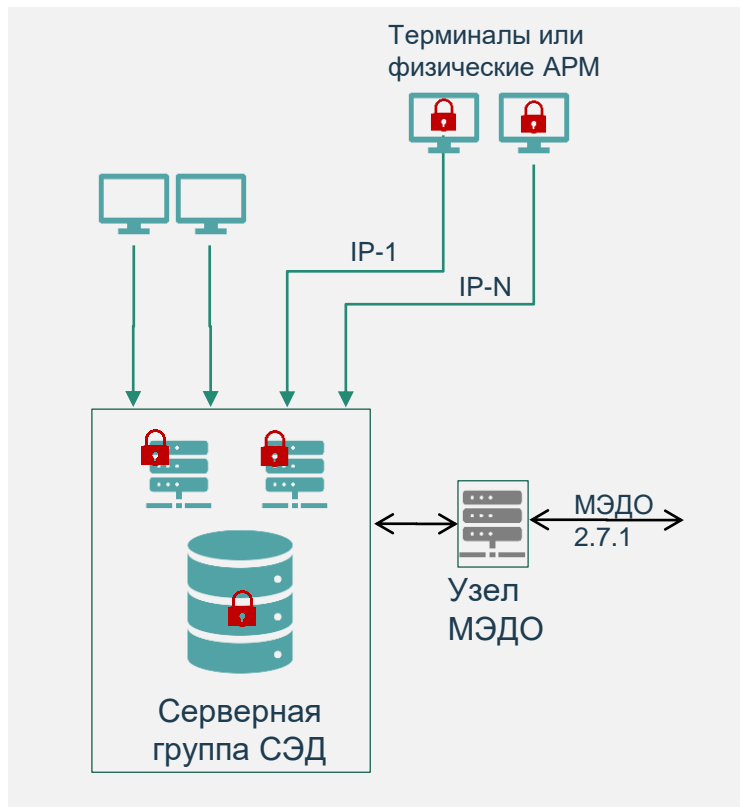 Терминалы или
физические АРМ
IP-1
IP-N
МЭДО
2.7.1
Узел
МЭДО
Серверная
группа СЭД